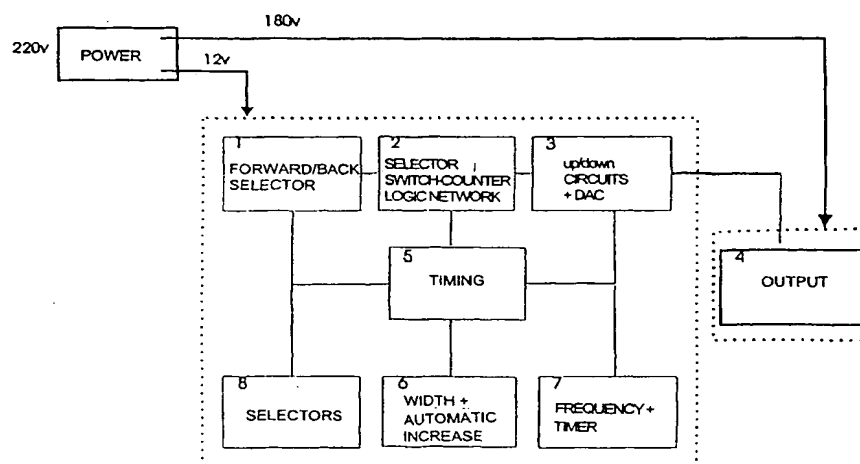 180v
220v
POWER
12v
1
FORWARD/BACK
SELECTOR
2
SELECTOR
SWITCH-COUNTER
LOGIC NETWORK
3
up/down
CIRCUITS
+ DAC
4
OUTPUT
5
TIMING
8
SELECTORS
6
WIDTH +
AUTOMATIC
INCREASE
7
FREQUENCY +
TIMER